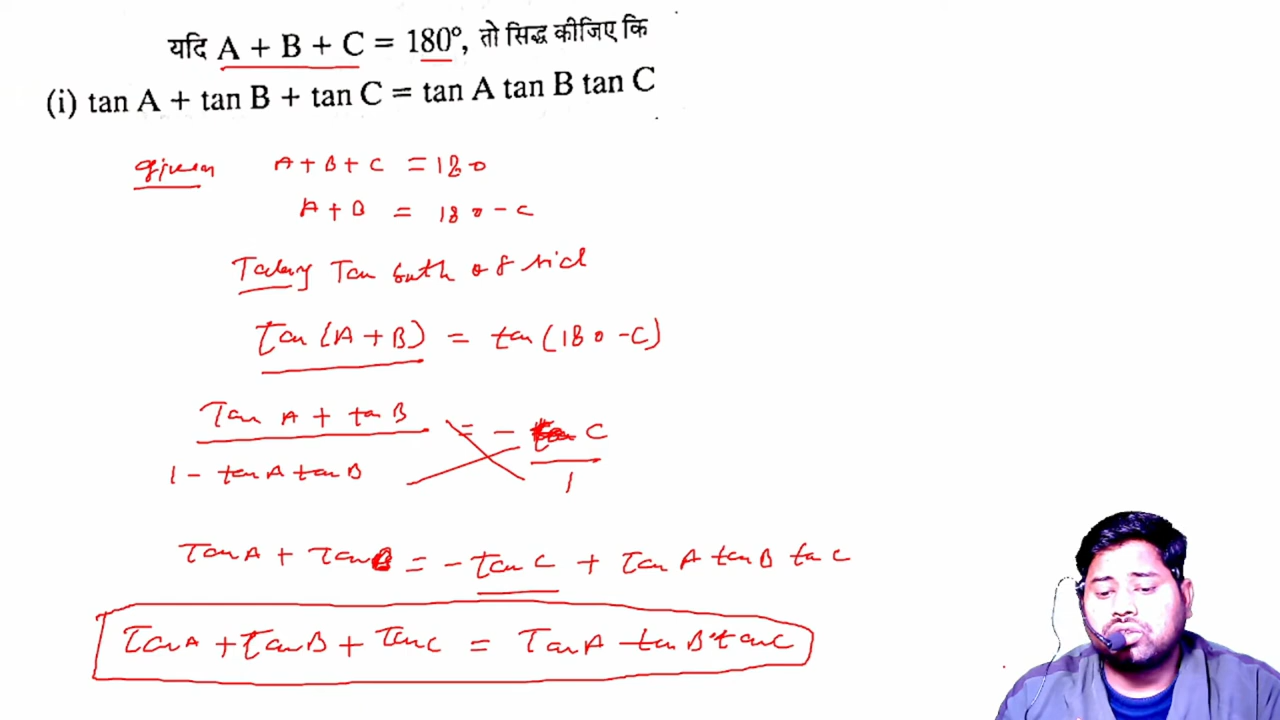 यदि A + B + C = 180°, तो सिद्ध कीजिए कि
(i) tan A + tan B + tan C = tan A tan B tan C
given A + B + C = 180
A + B = 180 - C
Taking Tan both of sid
tan (A + B) = tan (180 - C)
Tan A + tan B = - tan C
1 - tan A tan B 1
Tan A + Tan B = - tan C + Tan A tan B tan C
Tan A + tan B + Tan C = Tan A tan B tan C